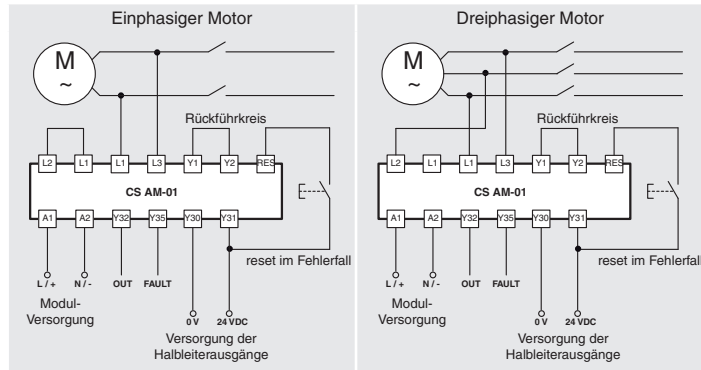 Einphasiger Motor
M
~
Rückführkreis
L2 L1 L1 L3 Y1 Y2 RES
CS AM-01
A1 A2 Y32 Y35 Y30 Y31
reset im Fehlerfall
L / + N / - OUT FAULT
Modul-
Versorgung
0 V 24 VDC
Versorgung der
Halbleiterausgänge
Dreiphasiger Motor
M
~
Rückführkreis
L2 L1 L1 L3 Y1 Y2 RES
CS AM-01
A1 A2 Y32 Y35 Y30 Y31
reset im Fehlerfall
L / + N / - OUT FAULT
Modul-
Versorgung
0 V 24 VDC
Versorgung der
Halbleiterausgänge